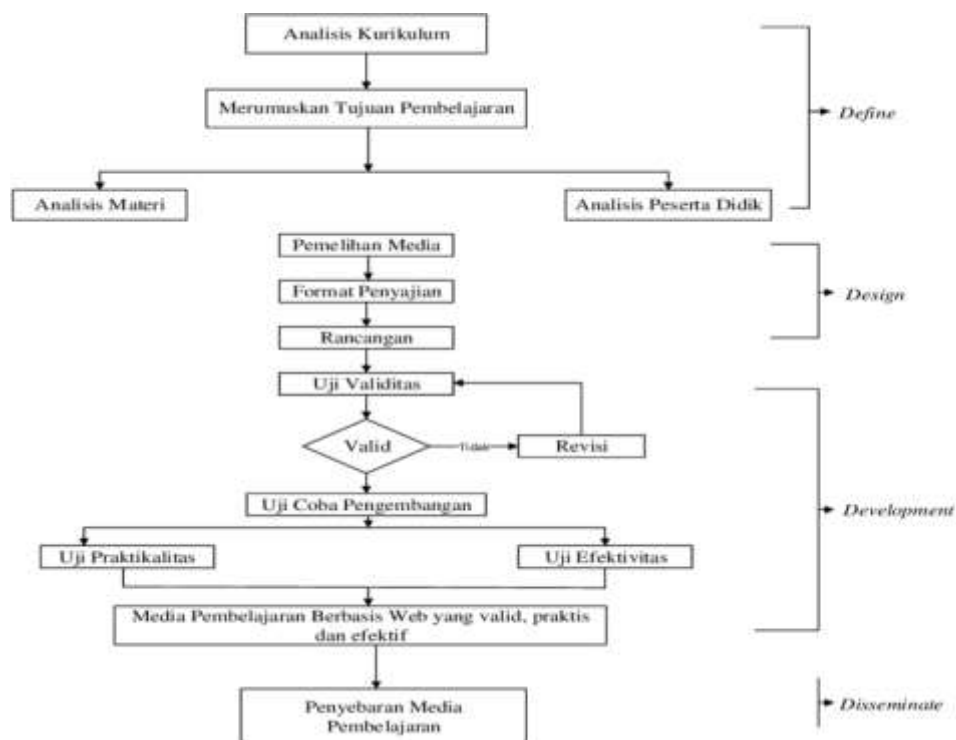 Analisis Kurikulum
Merumuskan Tujuan Pembelajaran
Define
Analisis Materi
Analisis Peserta Didik
Pemelihan Media
Format Penyajian
Design
Rancangan
Uji Validitas
Valid
Tidak
Revisi
Uji Coba Pengembangan
Development
Uji Praktikalitas
Uji Efektivitas
Media Pembelajaran Berbasis Web yang valid, praktis
dan efektif
Penyebaran Media
Pembelajaran
Disseminate